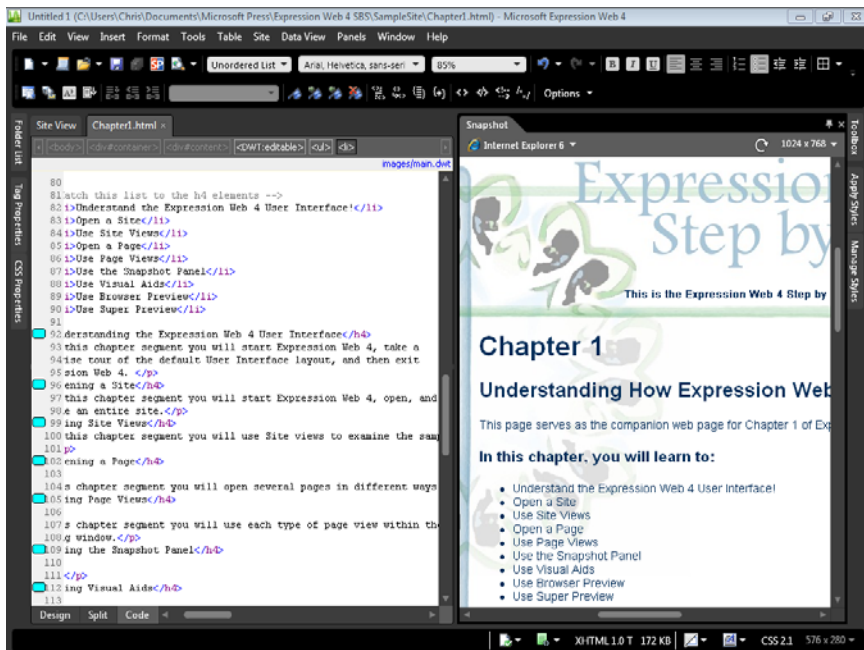 Untitled 1 (C:\Users\Chris\Documents\Microsoft Press\Expression Web 4 SBS\SampleSite\Chapter1.html) - Microsoft Expression Web 4
File Edit View Insert Format Tools Table Site Data View Panels Window Help
Unordered List Arial, Helvetica, sans-seri 85% B I U
Options
Folder List
Tag Properties
CSS Properties
Site View Chapter1.html ×
<body> <div#container> <div#content> <DWT:editable> <ul> <li>
images/main.dwt
80
81 atch this list to the h4 elements -->
82 i>Understand the Expression Web 4 User Interface!</li>
83 i>Open a Site</li>
84 i>Use Site Views</li>
85 i>Open a Page</li>
86 i>Use Page Views</li>
87 i>Use the Snapshot Panel</li>
88 i>Use Visual Aids</li>
89 i>Use Browser Preview</li>
90 i>Use Super Preview</li>
91
92 derstanding the Expression Web 4 User Interface</h4>
93 this chapter segment you will start Expression Web 4, take a
94 ise tour of the default User Interface layout, and then exit
95 sion Web 4. </p>
96 ening a Site</h4>
97 this chapter segment you will start Expression Web 4, open, and
98 e an entire site.</p>
99 ing Site Views</h4>
100 this chapter segment you will use Site views to examine the samp
101 p>
102 ening a Page</h4>
103
104 s chapter segment you will open several pages in different ways
105 ing Page Views</h4>
106
107 s chapter segment you will use each type of page view within the
108 g window.</p>
109 ing the Snapshot Panel</h4>
110
111 </p>
112 ing Visual Aids</h4>
113
Design Split Code
Snapshot
Internet Explorer 6 1024 x 768
Expressio
Step by
This is the Expression Web 4 Step by
Chapter 1
Understanding How Expression Web
This page serves as the companion web page for Chapter 1 of Exp
In this chapter, you will learn to:
Understand the Expression Web 4 User Interface!
Open a Site
Use Site Views
Open a Page
Use Page Views
Use the Snapshot Panel
Use Visual Aids
Use Browser Preview
Use Super Preview
Toolbox
Apply Styles
Manage Styles
XHTML 1.0 T 172 KB CSS 2.1 576 x 280